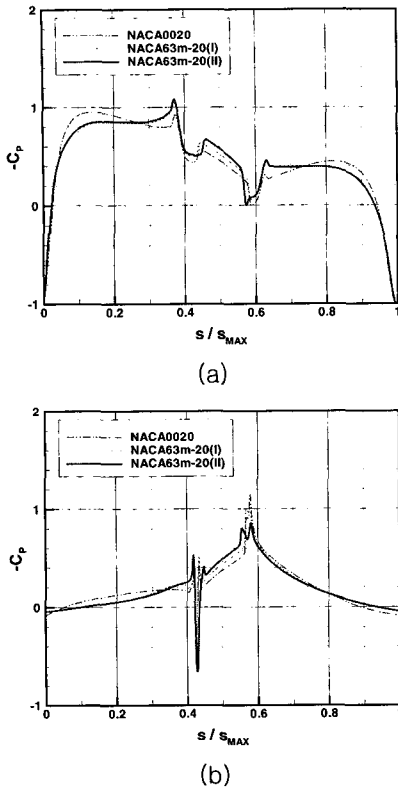 2
NACA0020
NACA63m-20(I)
NACA63m-20(II)
1
-CP
0
-1
0
0.2
0.4
0.6
0.8
1
s / sMAX
(a)
2
NACA0020
NACA63m-20(I)
NACA63m-20(II)
1
-CP
0
-1
0
0.2
0.4
0.6
0.8
s / sMAX
(b)